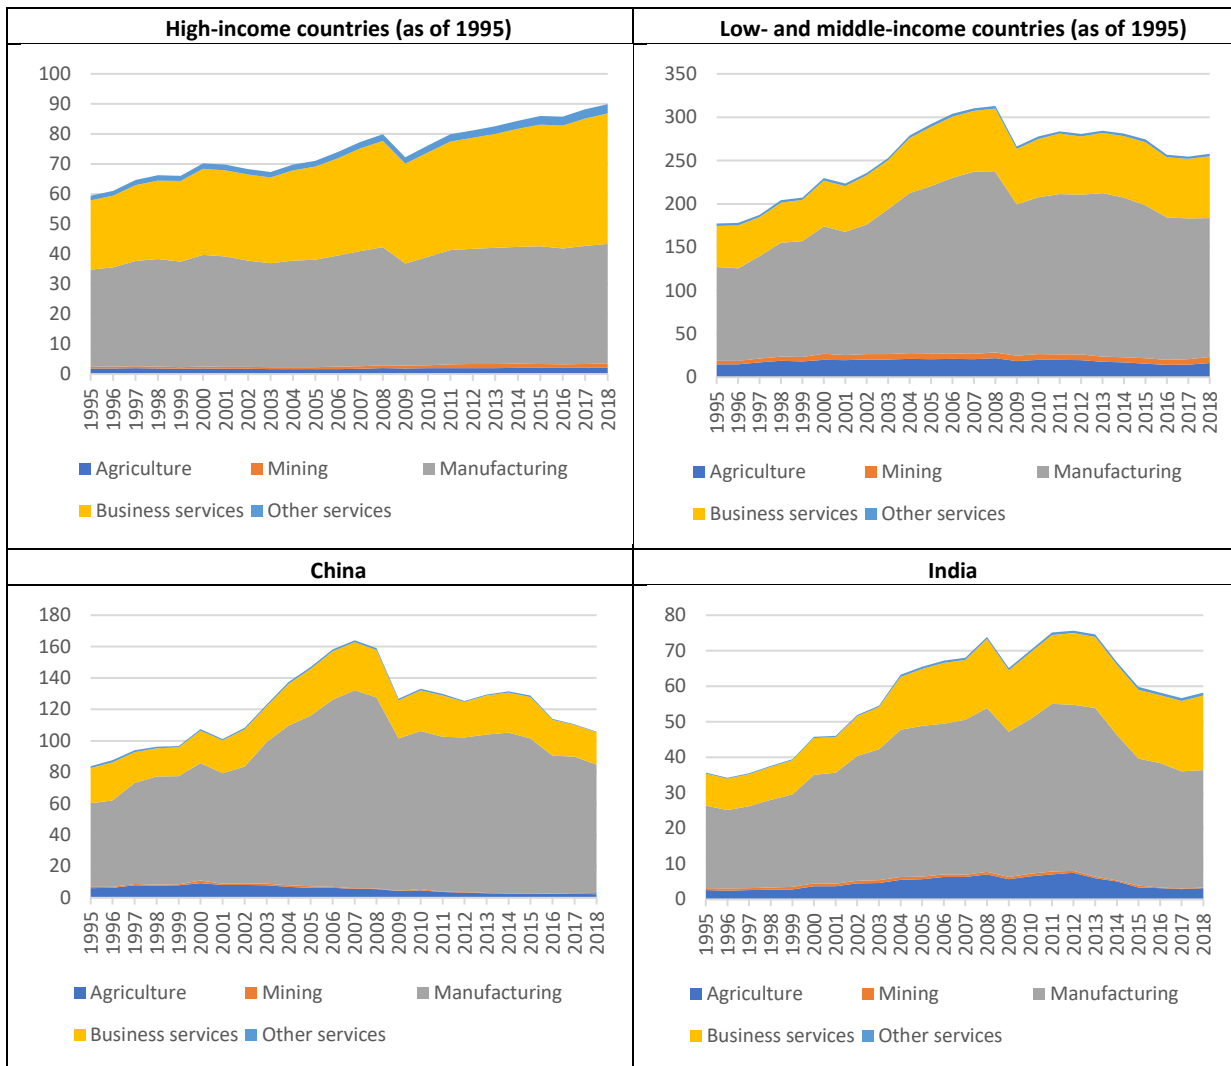 High-income countries (as of 1995)
100
90
80
70
60
50
40
30
20
10
0
1995 1996 1997 1998 1999 2000 2001 2002 2003 2004 2005 2006 2007 2008 2009 2010 2011 2012 2013 2014 2015 2016 2017 2018
Agriculture Mining Manufacturing
Business services Other services
Low- and middle-income countries (as of 1995)
350
300
250
200
150
100
50
0
1995 1996 1997 1998 1999 2000 2001 2002 2003 2004 2005 2006 2007 2008 2009 2010 2011 2012 2013 2014 2015 2016 2017 2018
Agriculture Mining Manufacturing
Business services Other services
China
180
160
140
120
100
80
60
40
20
0
1995 1996 1997 1998 1999 2000 2001 2002 2003 2004 2005 2006 2007 2008 2009 2010 2011 2012 2013 2014 2015 2016 2017 2018
Agriculture Mining Manufacturing
Business services Other services
India
80
70
60
50
40
30
20
10
0
1995 1996 1997 1998 1999 2000 2001 2002 2003 2004 2005 2006 2007 2008 2009 2010 2011 2012 2013 2014 2015 2016 2017 2018
Agriculture Mining Manufacturing
Business services Other services